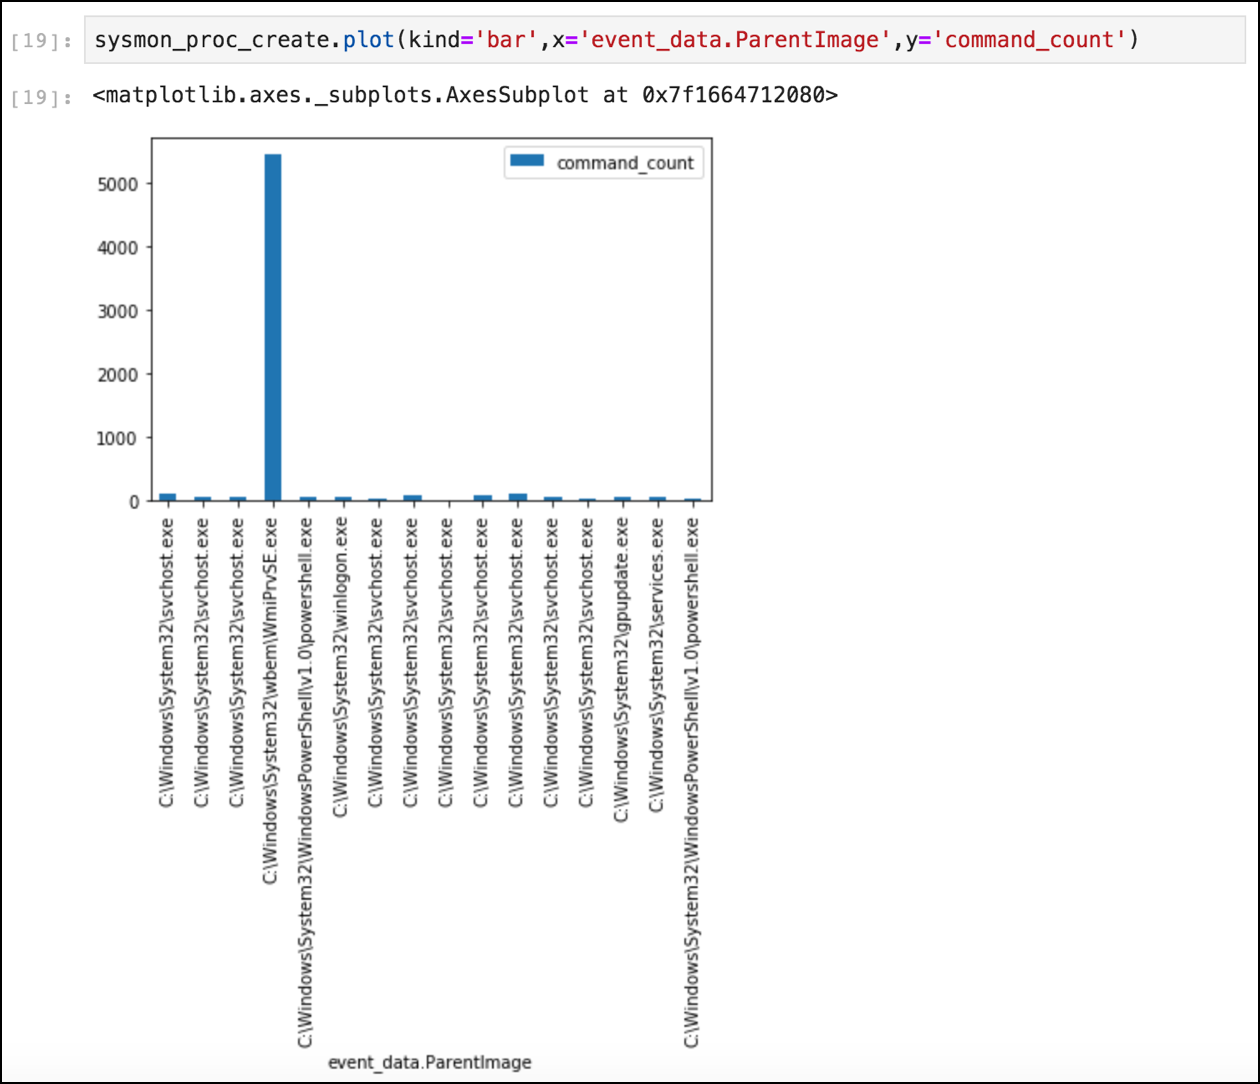 [19]: sysmon_proc_create.plot(kind='bar',x='event_data.ParentImage',y='command_count')
[19]: <matplotlib.axes._subplots.AxesSubplot at 0x7f1664712080>
command_count
5000
4000
3000
2000
1000
0
C:\Windows\System32\svchost.exe
C:\Windows\System32\svchost.exe
C:\Windows\System32\svchost.exe
C:\Windows\System32\wbem\WmiPrvSE.exe
C:\Windows\System32\WindowsPowerShell\v1.0\powershell.exe
C:\Windows\System32\winlogon.exe
C:\Windows\System32\svchost.exe
C:\Windows\System32\svchost.exe
C:\Windows\System32\svchost.exe
C:\Windows\System32\svchost.exe
C:\Windows\System32\svchost.exe
C:\Windows\System32\svchost.exe
C:\Windows\System32\svchost.exe
C:\Windows\System32\gpupdate.exe
C:\Windows\System32\services.exe
C:\Windows\System32\WindowsPowerShell\v1.0\powershell.exe
event_data.ParentImage